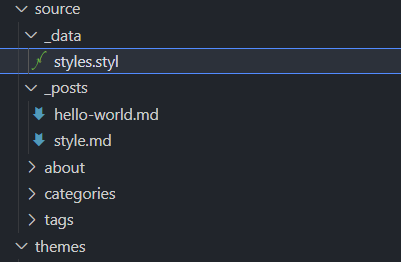 source
_data
styles.styl
_posts
hello-world.md
style.md
about
categories
tags
themes